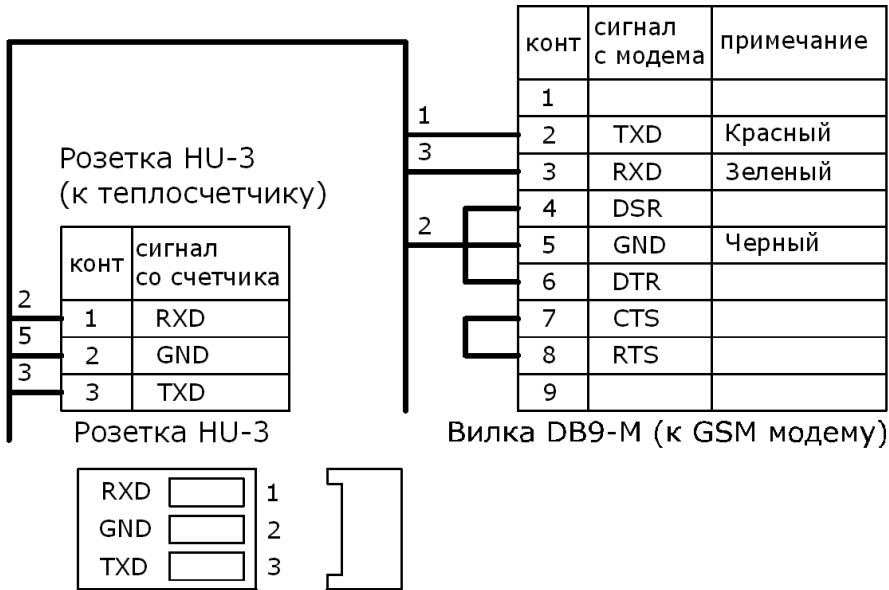 Розетка HU-3
(к теплосчетчику)
конт сигнал со счетчика
2 1 RXD
5 2 GND
3 3 TXD
Розетка HU-3
RXD 1
GND 2
TXD 3
конт сигнал с модема примечание
1
1 2 TXD Красный
3 3 RXD Зеленый
4 DSR
2 5 GND Черный
6 DTR
7 CTS
8 RTS
9
Вилка DB9-M (к GSM модему)